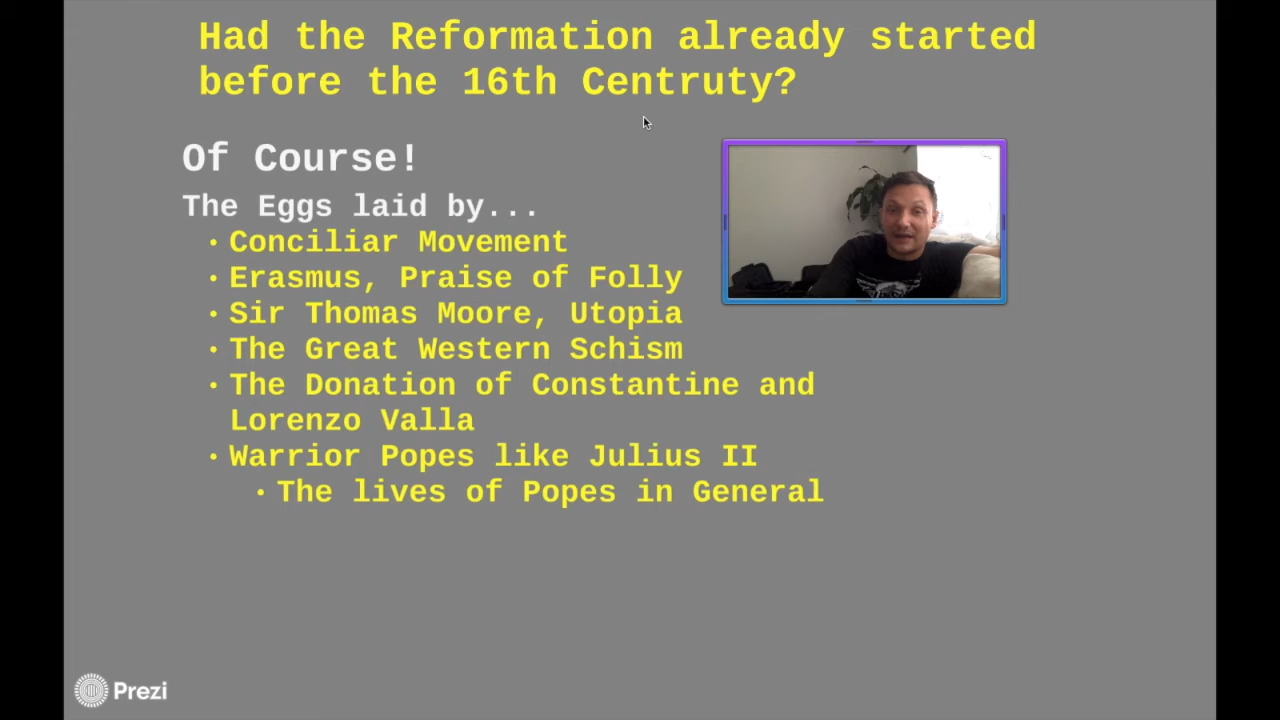 Had the Reformation already started
before the 16th Centruty?
Of Course!
The Eggs laid by...
• Conciliar Movement
• Erasmus, Praise of Folly
• Sir Thomas Moore, Utopia
• The Great Western Schism
• The Donation of Constantine and
Lorenzo Valla
• Warrior Popes like Julius II
• The lives of Popes in General
Prezi